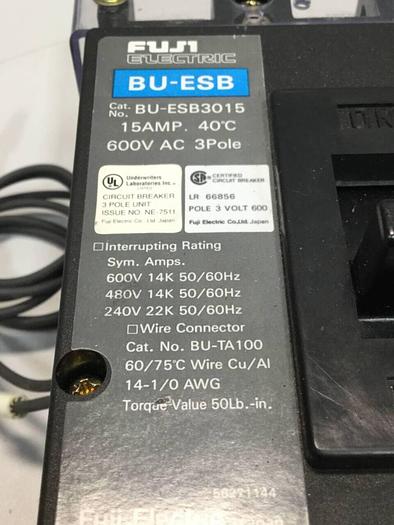 FUJI
ELECTRIC
BU-ESB
Cat. No. BU-ESB3015
15AMP. 40℃
600V AC 3Pole
UL
Underwriters
Laboratories Inc.
CIRCUIT BREAKER
3 POLE UNIT
ISSUE NO. NE-7511
Fuji Electric Co.,Ltd. Japan
CERTIFIED
CIRCUIT BREAKER
LR 66856
POLE 3 VOLT 600
Fuji Electric Co.,Ltd. Japan
□Interrupting Rating
Sym. Amps.
600V 14K 50/60Hz
480V 14K 50/60Hz
240V 22K 50/60Hz
□Wire Connector
Cat. No. BU-TA100
60/75℃ Wire Cu/Al
14-1/0 AWG
Torque Value 50Lb.-in.
56271144
Fuji Electric